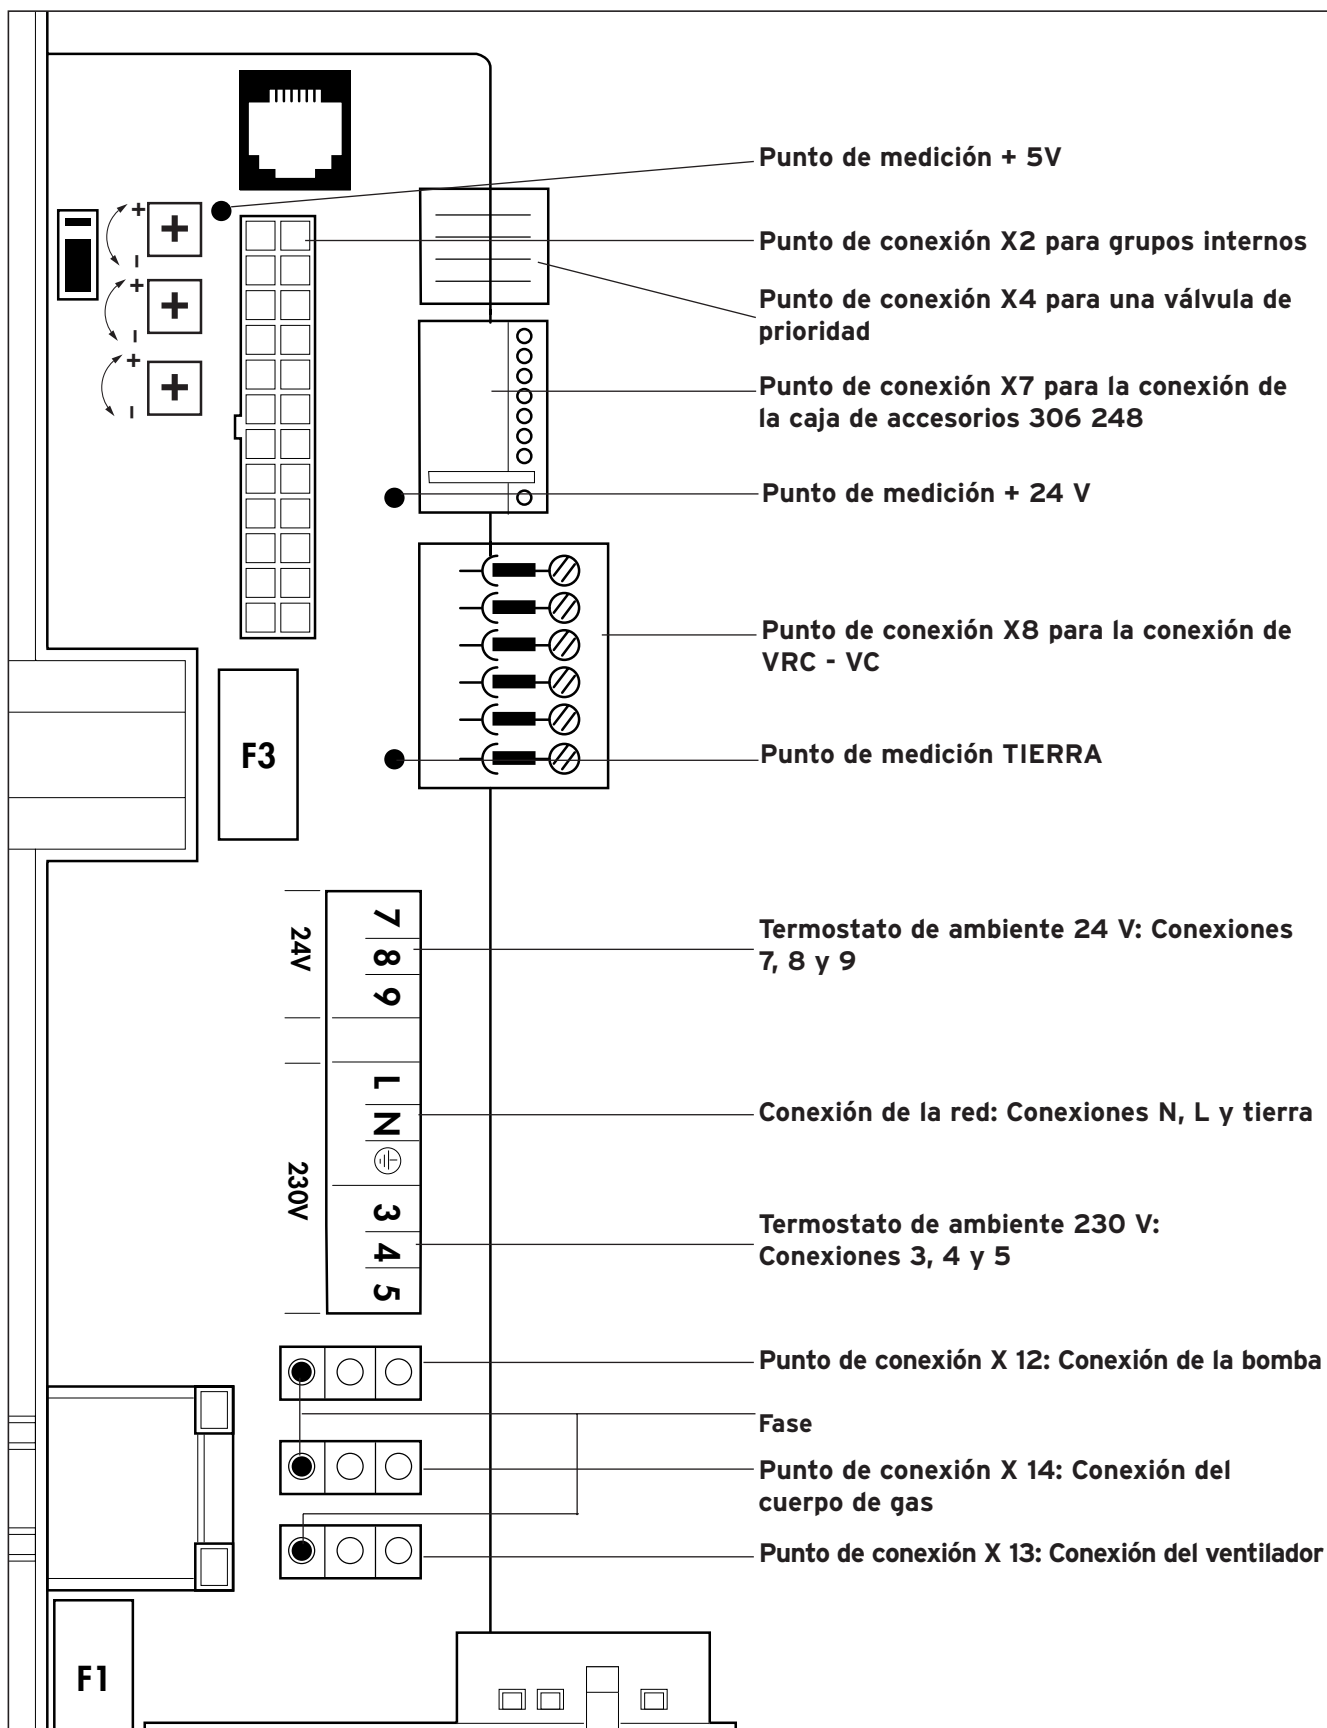 Punto de medición + 5V
+
+
–
Punto de conexión X2 para grupos internos
+
+
–
Punto de conexión X4 para una válvula de
prioridad
+
+
–
Punto de conexión X7 para la conexión de
la caja de accesorios 306 248
Punto de medición + 24 V
Punto de conexión X8 para la conexión de
VRC - VC
F3
Punto de medición TIERRA
24V
7
8
9
Termostato de ambiente 24 V: Conexiones
7, 8 y 9
230V
L
N
Conexión de la red: Conexiones N, L y tierra
3
4
5
Termostato de ambiente 230 V:
Conexiones 3, 4 y 5
Punto de conexión X 12: Conexión de la bomba
Fase
Punto de conexión X 14: Conexión del
cuerpo de gas
Punto de conexión X 13: Conexión del ventilador
F1